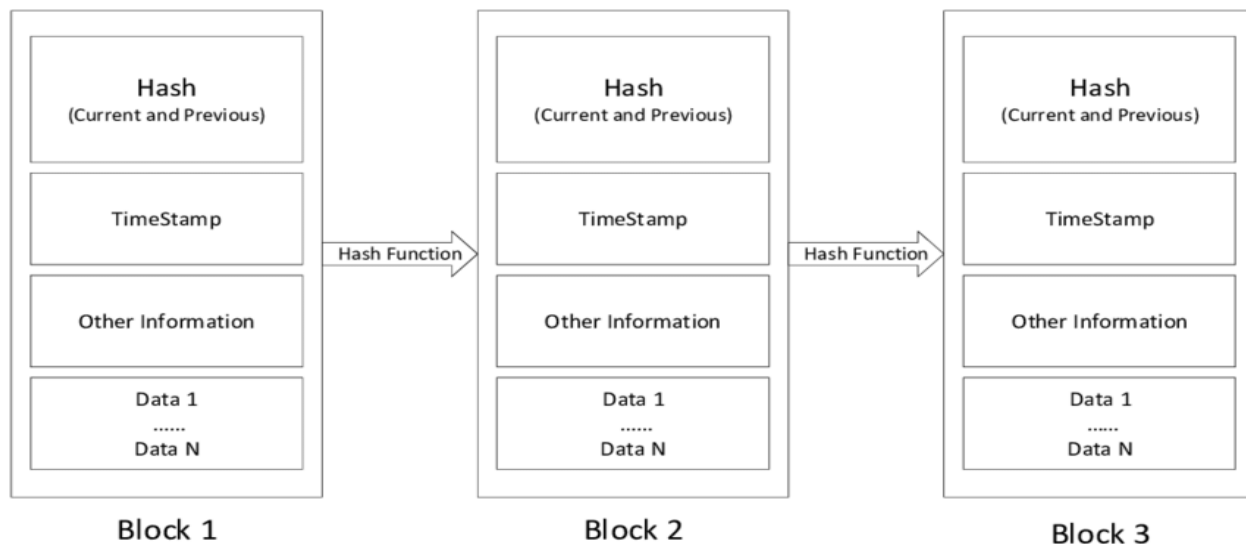 Hash
(Current and Previous)
TimeStamp
Other Information
Data 1
......
Data N
Block 1
Hash Function
Hash
(Current and Previous)
TimeStamp
Other Information
Data 1
......
Data N
Block 2
Hash Function
Hash
(Current and Previous)
TimeStamp
Other Information
Data 1
......
Data N
Block 3